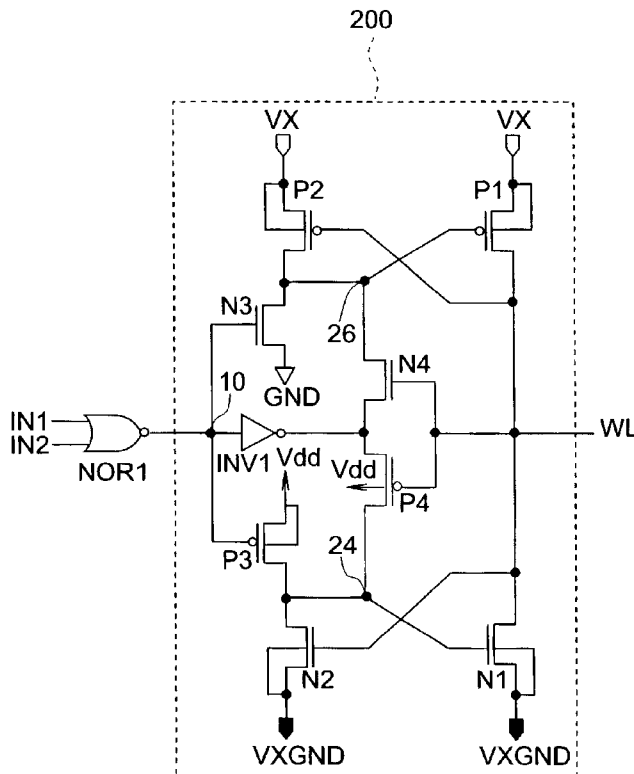 200
VX VX
P2 P1
N3
26
N4
GND
10
IN1
IN2
NOR1
INV1
WL
Vdd Vdd
P4
P3
24
N2 N1
VXGND VXGND